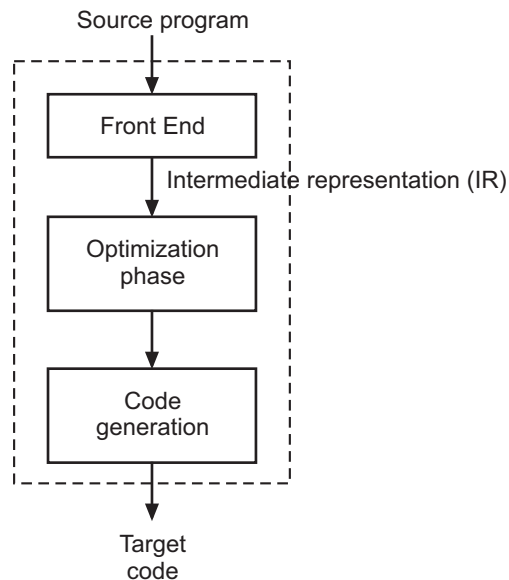 Source program
Front End
Intermediate representation (IR)
Optimization
phase
Code
generation
Target
code